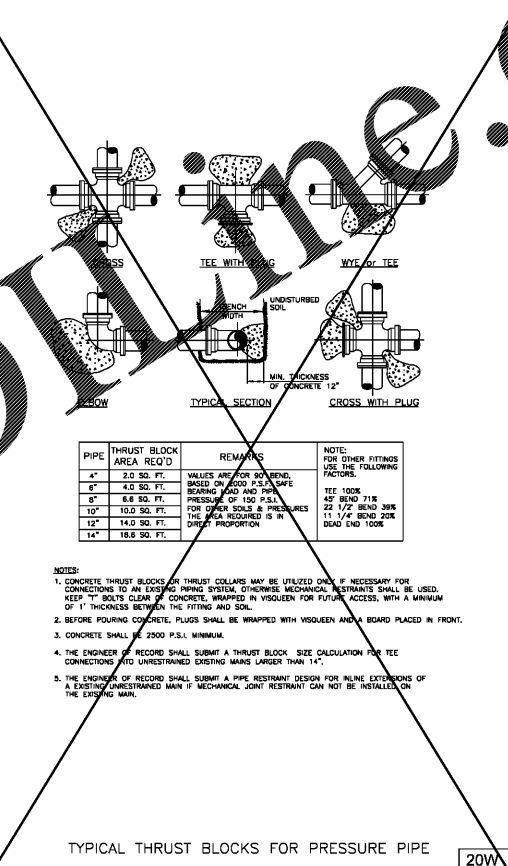 CROSS
TEE WITH PLUG
WYE or TEE
TRENCH
WIDTH
UNDISTURBED
SOIL
MIN. THICKNESS
OF CONCRETE 12"
ELBOW
TYPICAL SECTION
CROSS WITH PLUG
PIPE THRUST BLOCK AREA REQ'D REMARKS
4" 2.0 SQ. FT.
6" 4.0 SQ. FT.
8" 6.6 SQ. FT.
10" 10.0 SQ. FT.
12" 14.0 SQ. FT.
14" 18.6 SQ. FT.
VALUES ARE FOR 90° BEND,
BASED ON 2000 P.S.F. SAFE
BEARING LOAD AND PIPE
PRESSURE OF 150 P.S.I.
FOR OTHER SOILS & PRESSURES
THE AREA REQUIRED IS IN
DIRECT PROPORTION
NOTE:
FOR OTHER FITTINGS
USE THE FOLLOWING
FACTORS.
TEE 100%
45° BEND 71%
22 1/2° BEND 39%
11 1/4° BEND 20%
DEAD END 100%
NOTES:
1. CONCRETE THRUST BLOCKS OR THRUST COLLARS MAY BE UTILIZED ONLY IF NECESSARY FOR
CONNECTIONS TO AN EXISTING PIPING SYSTEM, OTHERWISE MECHANICAL RESTRAINTS SHALL BE USED.
KEEP "T" BOLTS CLEAR OF CONCRETE, WRAPPED IN VISQUEEN FOR FUTURE ACCESS, WITH A MINIMUM
OF 1' THICKNESS BETWEEN THE FITTING AND SOIL.
2. BEFORE POURING CONCRETE, PLUGS SHALL BE WRAPPED WITH VISQUEEN AND A BOARD PLACED IN FRONT.
3. CONCRETE SHALL BE 2500 P.S.I. MINIMUM.
4. THE ENGINEER OF RECORD SHALL SUBMIT A THRUST BLOCK SIZE CALCULATION FOR TEE
CONNECTIONS INTO UNRESTRAINED EXISTING MAINS LARGER THAN 14".
5. THE ENGINEER OF RECORD SHALL SUBMIT A PIPE RESTRAINT DESIGN FOR INLINE EXTENSIONS OF
A EXISTING UNRESTRAINED MAIN IF MECHANICAL JOINT RESTRAINT CAN NOT BE INSTALLED ON
THE EXISTING MAIN.
TYPICAL THRUST BLOCKS FOR PRESSURE PIPE
20W